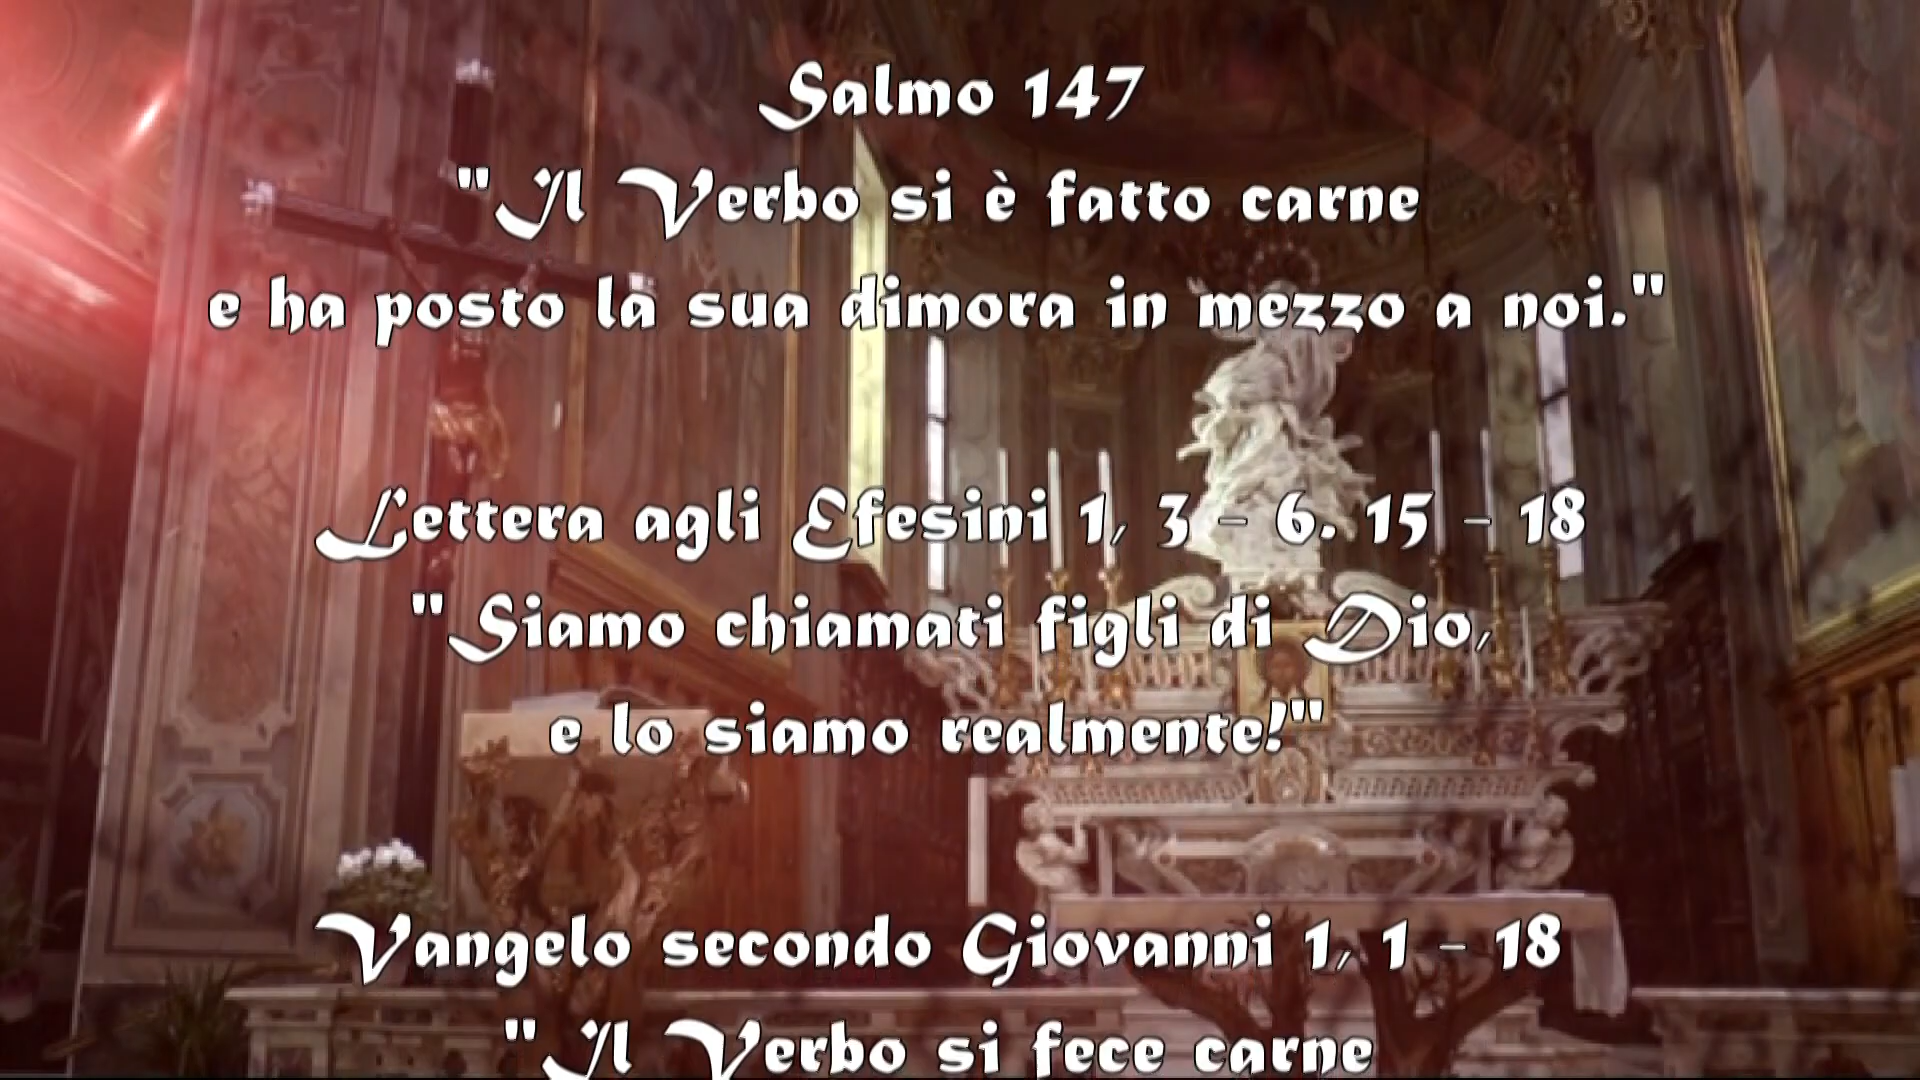 Salmo 147
"Il Verbo si è fatto carne
e ha posto la sua dimora in mezzo a noi."
Lettera agli Efesini 1, 3 - 6. 15 - 18
"Siamo chiamati figli di Dio,
e lo siamo realmente!"
Vangelo secondo Giovanni 1, 1 - 18
"Il Verbo si fece carne